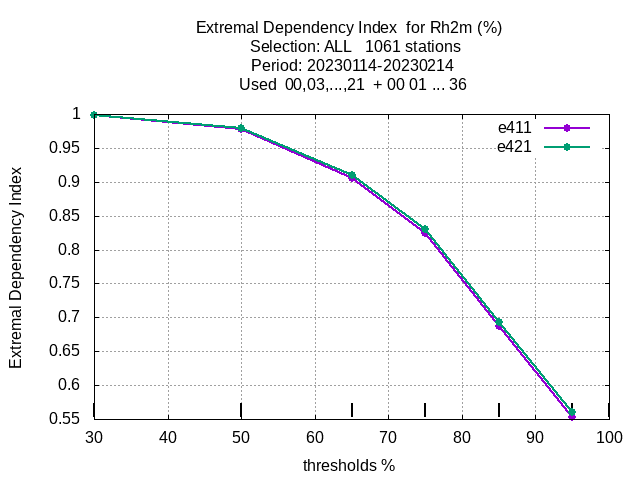 Extremal Dependency Index  for Rh2m (%)
Selection: ALL   1061 stations
Period: 20230114-20230214
Used  00,03,...,21  + 00 01 ... 36
e411
e421
1
0.95
0.9
0.85
0.8
0.75
0.7
0.65
0.6
0.55
Extremal Dependency Index
30 40 50 60 70 80 90 100
thresholds %